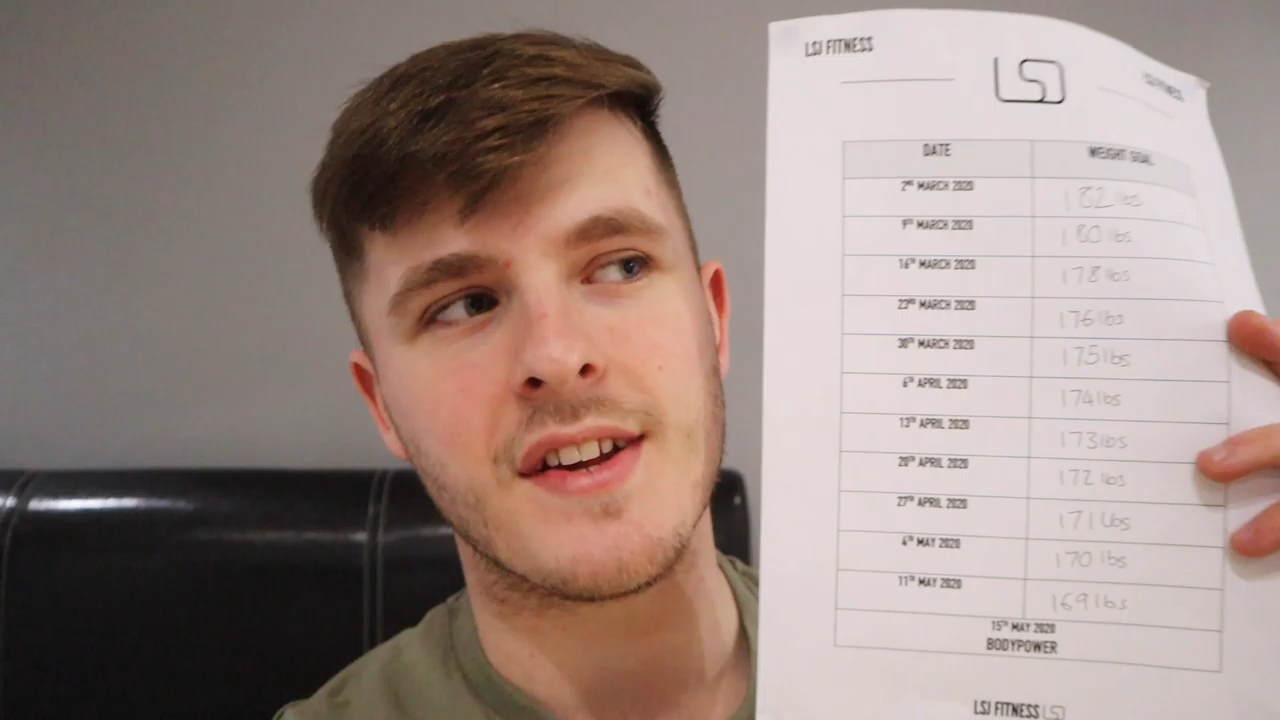 LSJ FITNESS
LSJ
LSJ FITNESS
DATE WEIGHT GOAL
2ND MARCH 2020 182 lbs
9TH MARCH 2020 180 lbs
16TH MARCH 2020 178 lbs
23RD MARCH 2020 176 lbs
30TH MARCH 2020 175 lbs
6TH APRIL 2020 174 lbs
13TH APRIL 2020 173 lbs
20TH APRIL 2020 172 lbs
27TH APRIL 2020 171 lbs
4TH MAY 2020 170 lbs
11TH MAY 2020 169 lbs
15TH MAY 2020
BODYPOWER
LSJ FITNESS LSJ